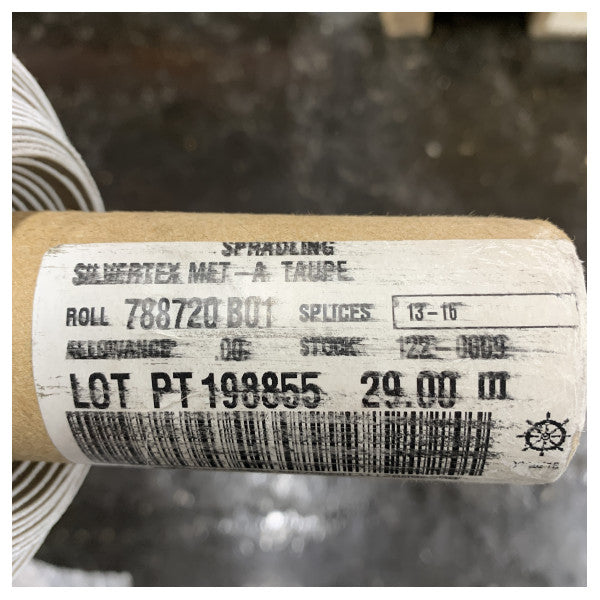 SPRADLING
SILVERTEX MET-A TAUPE
ROLL 788720 B01 SPLICES 13-16
ALLOWANCE .00 STOCK 122-0009
LOT PT 198855 29.00 m